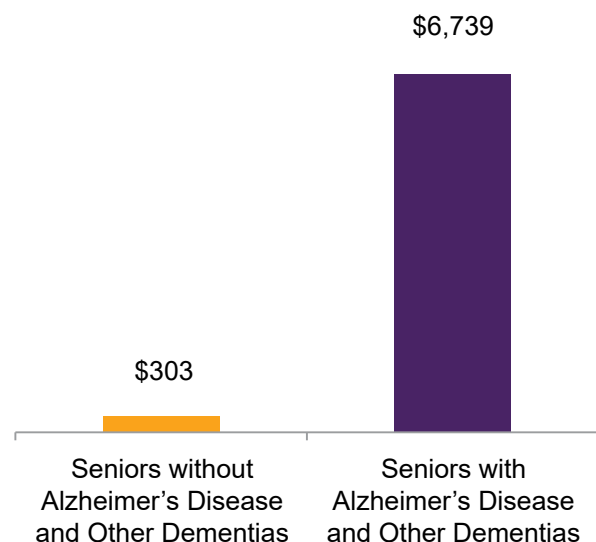 $6,739
$303
Seniors without
Alzheimer’s Disease
and Other Dementias
Seniors with
Alzheimer’s Disease
and Other Dementias